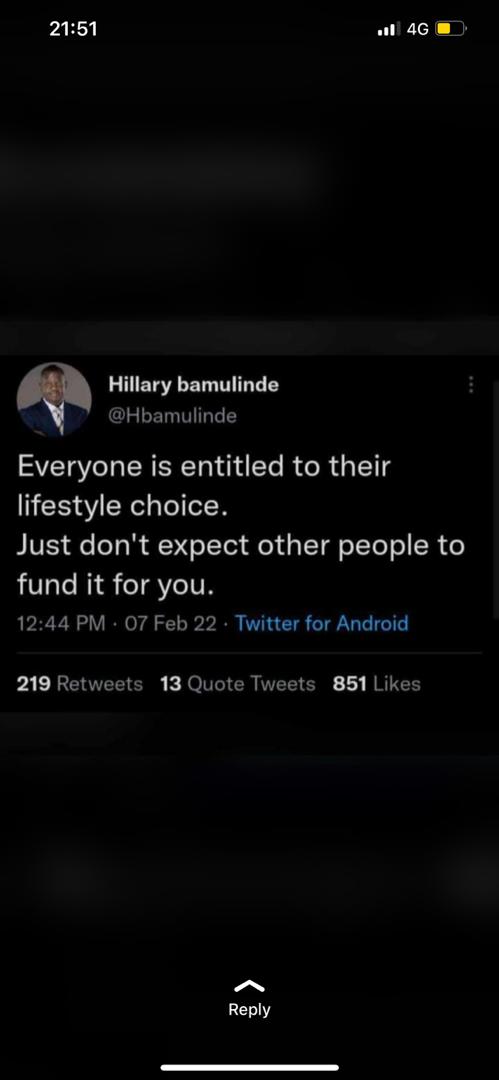 21:51 4G
Hillary bamulinde
@Hbamulinde
Everyone is entitled to their
lifestyle choice.
Just don't expect other people to
fund it for you.
12:44 PM · 07 Feb 22 · Twitter for Android
219 Retweets 13 Quote Tweets 851 Likes
Reply